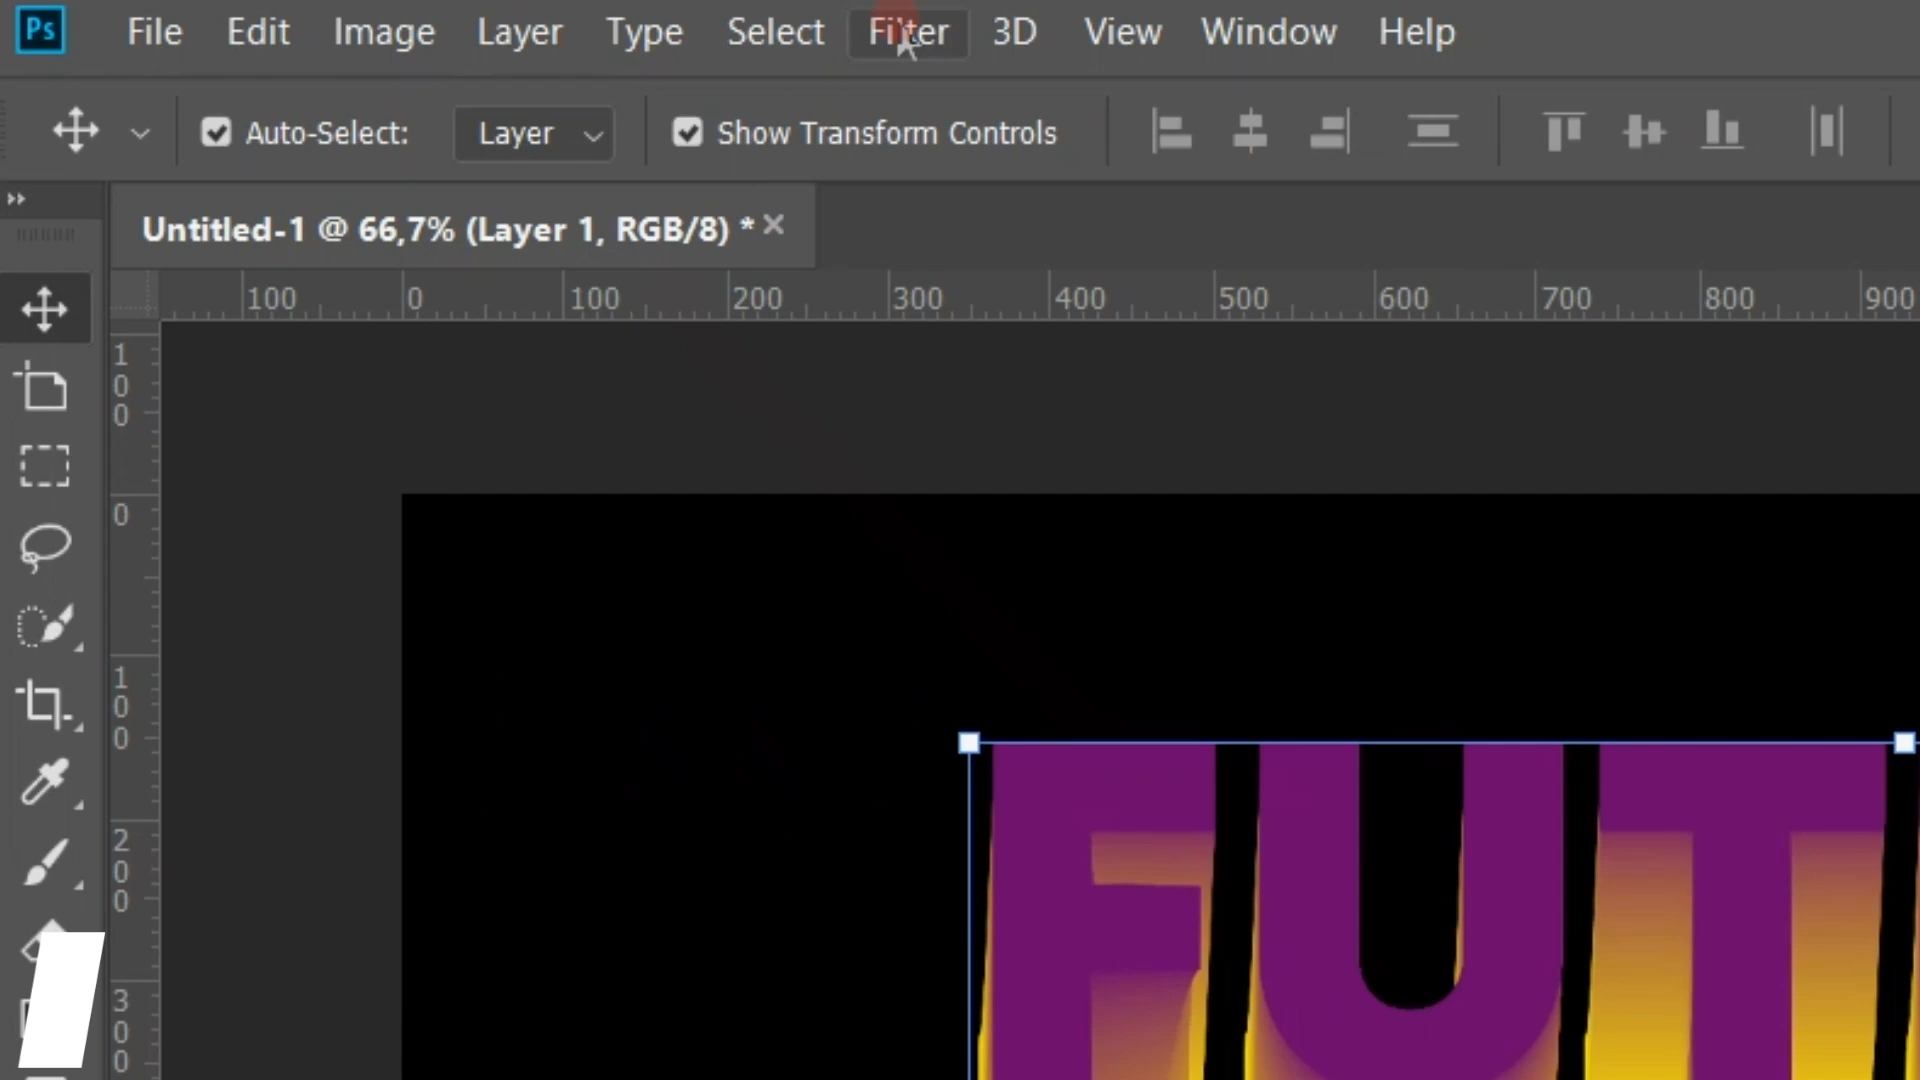 Ps File Edit Image Layer Type Select Filter 3D View Window Help
Auto-Select: Layer Show Transform Controls
Untitled-1 @ 66,7% (Layer 1, RGB/8) * ×
100 0 100 200 300 400 500 600 700 800 900
100
0
100
200
300
FUT